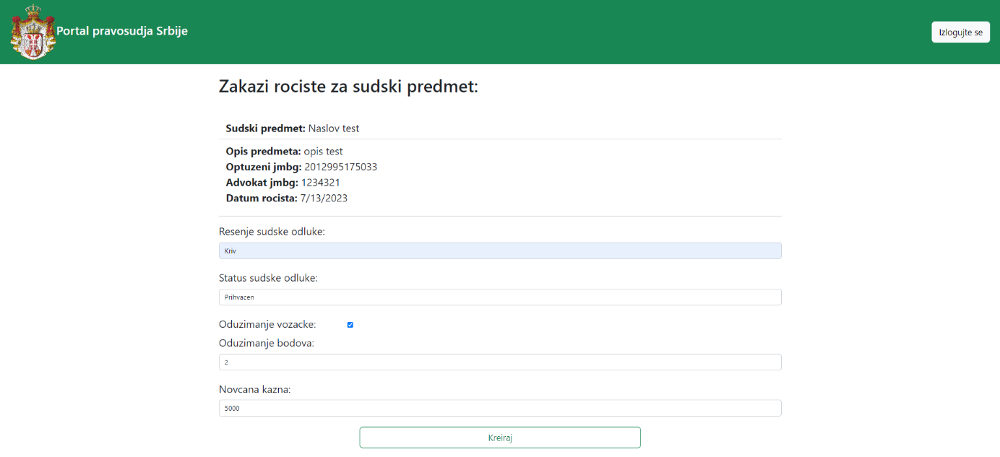 Portal pravosudja Srbije
Izlogujte se
Zakazi rociste za sudski predmet:
Sudski predmet: Naslov test
Opis predmeta: opis test
Optuzeni jmbg: 2012995175033
Advokat jmbg: 1234321
Datum rocista: 7/13/2023
Resenje sudske odluke:
Kriv
Status sudske odluke:
Prihvacen
Oduzimanje vozacke:
Oduzimanje bodova:
2
Novcana kazna:
5000
Kreiraj